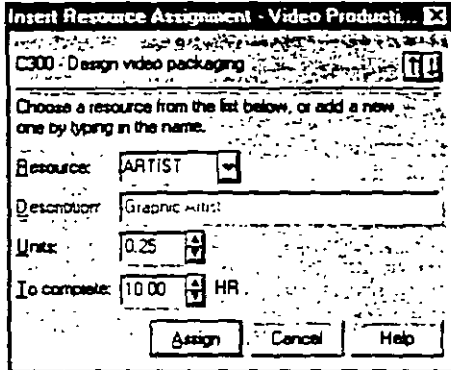 Insert Resource Assignment - Video Producti...
C300 - Design video packaging
Choose a resource from the list below, or add a new
one by typing in the name.
Resource: ARTIST
Description: Graphic Artist
Units: 0.25
To complete: 10.00 HR
Assign Cancel Help